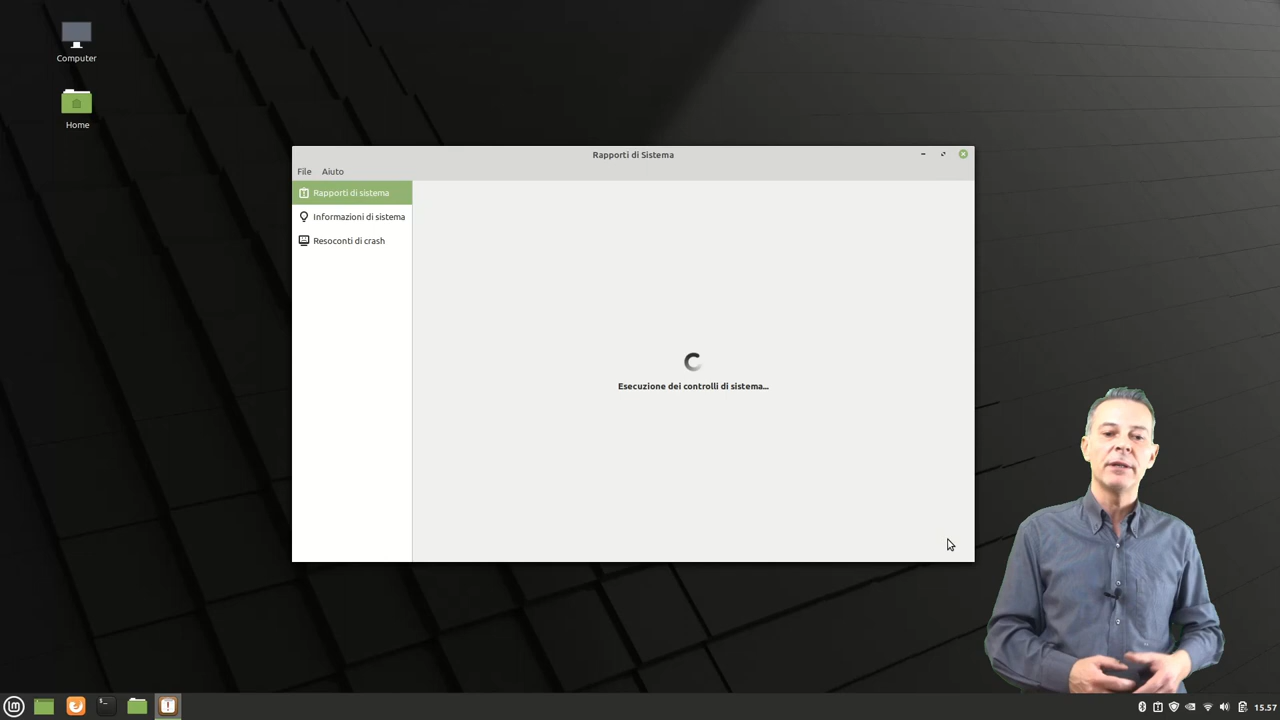 Computer
Home
Rapporti di Sistema
File Aiuto
Rapporti di sistema
Informazioni di sistema
Resoconti di crash
Esecuzione dei controlli di sistema...
15.57